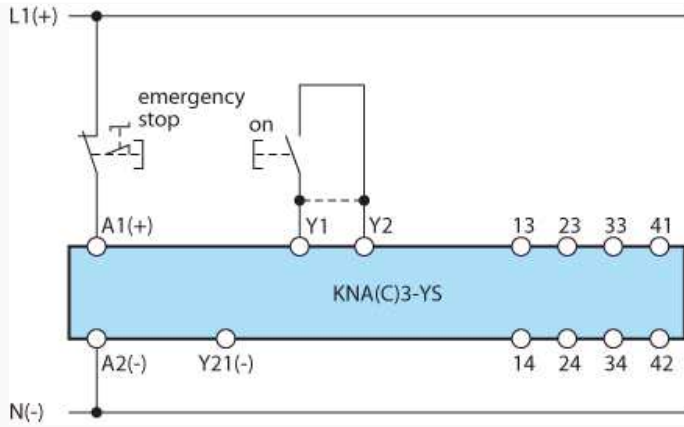 L1(+)
emergency
stop
on
A1(+) Y1 Y2 13 23 33 41
KNA(C)3-YS
A2(-) Y21(-) 14 24 34 42
N(-)